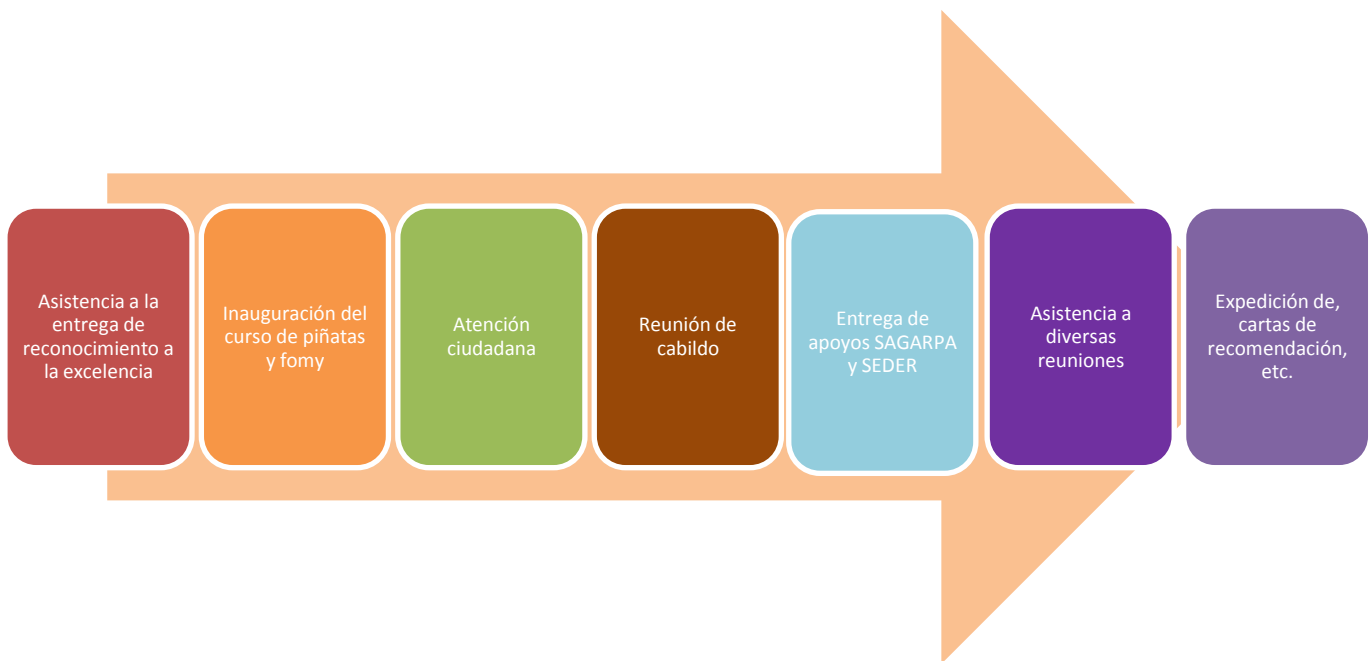 Asistencia a la
entrega de
reconocimiento a
la excelencia
Inauguración del
curso de piñatas
y fomy
Atención
ciudadana
Reunión de
cabildo
Entrega de
apoyos SAGARPA
y SEDER
Asistencia a
diversas
reuniones
Expedición de,
cartas de
recomendación,
etc.